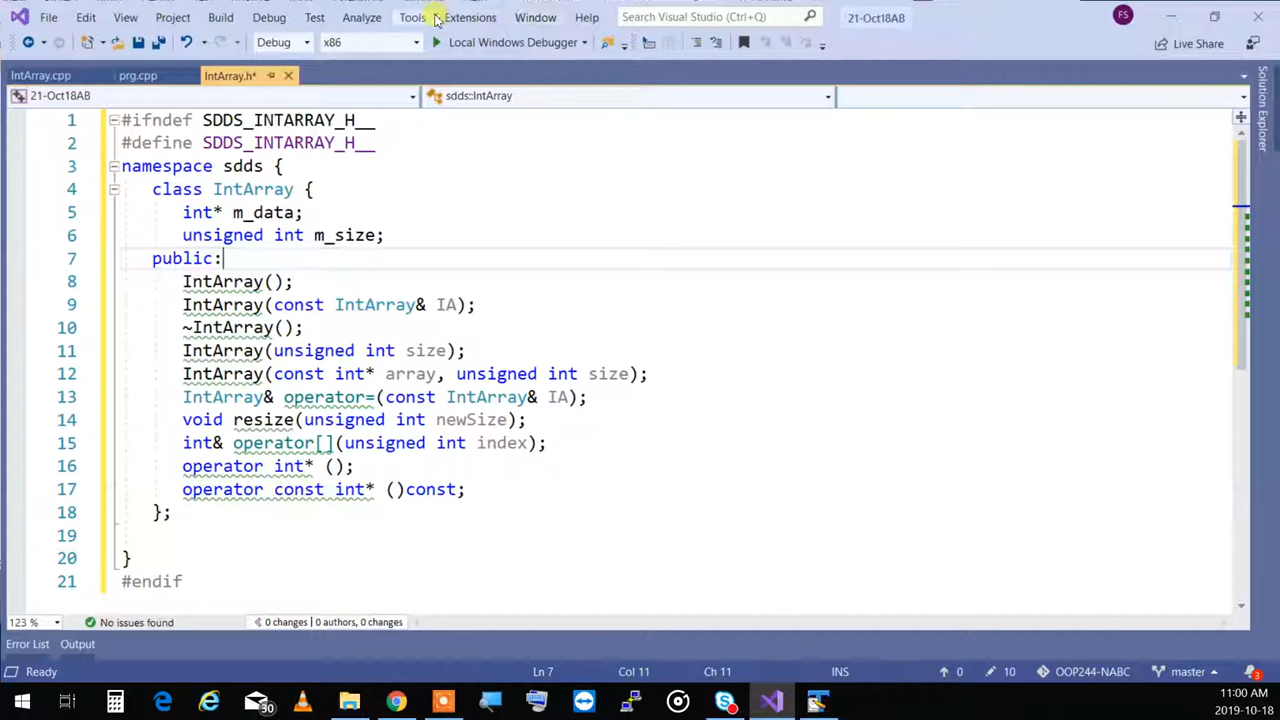 File Edit View Project Build Debug Test Analyze Tools Extensions Window Help Search Visual Studio (Ctrl+Q) 21-Oct18AB FS
Debug x86 Local Windows Debugger Live Share
IntArray.cpp prg.cpp IntArray.h*
21-Oct18AB sdds::IntArray
1 #ifndef SDDS_INTARRAY_H__
2 #define SDDS_INTARRAY_H__
3 namespace sdds {
4 class IntArray {
5 int* m_data;
6 unsigned int m_size;
7 public:
8 IntArray();
9 IntArray(const IntArray& IA);
10 ~IntArray();
11 IntArray(unsigned int size);
12 IntArray(const int* array, unsigned int size);
13 IntArray& operator=(const IntArray& IA);
14 void resize(unsigned int newSize);
15 int& operator[](unsigned int index);
16 operator int* ();
17 operator const int* ()const;
18 };
19
20 }
21 #endif
Solution Explorer
123 % No issues found 0 changes | 0 authors, 0 changes
Error List Output
Ready Ln 7 Col 11 Ch 11 INS 0 10 OOP244-NABC master 3
30
11:00 AM
2019-10-18